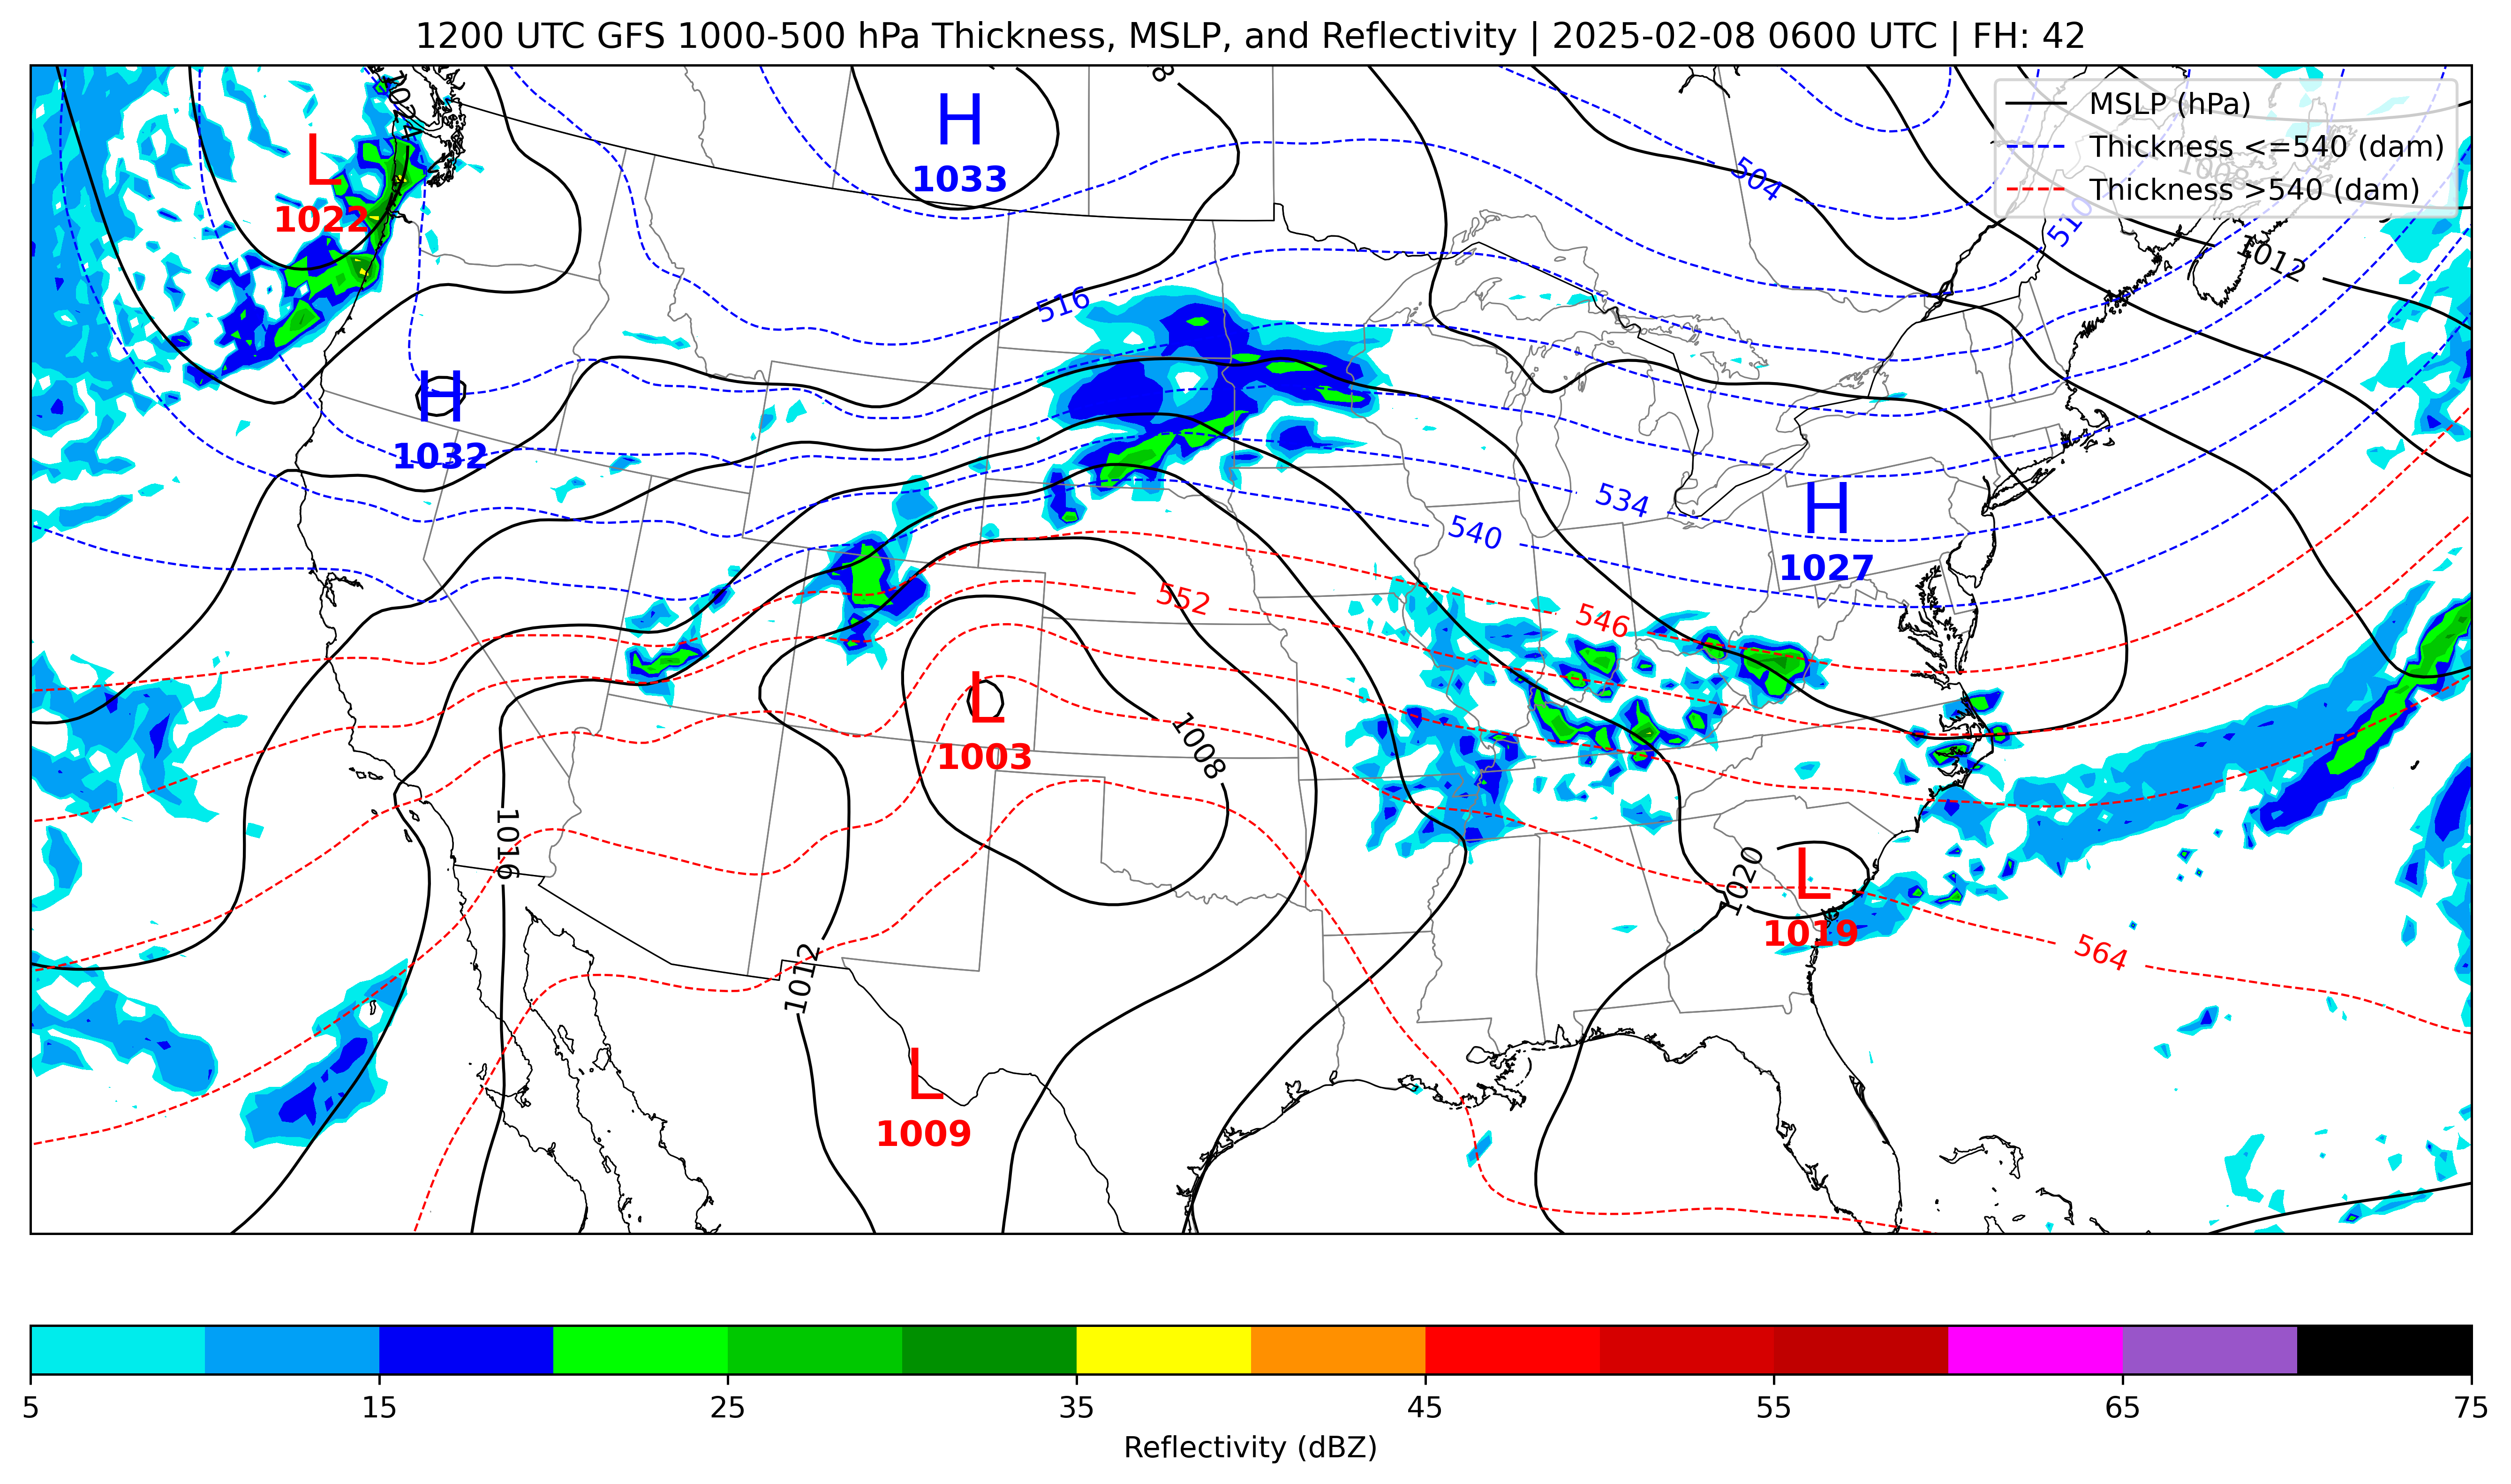 1200 UTC GFS 1000-500 hPa Thickness, MSLP, and Reflectivity | 2025-02-08 0600 UTC | FH: 42
MSLP (hPa)
Thickness <=540 (dam)
Thickness >540 (dam)
1024
8
H
1033
L
1022
504
1008
510
1012
516
H
1032
534
540
H
1027
552
546
L
1003
1008
1016
1020
L
1019
564
1012
L
1009
5
15
25
35
45
55
65
75
Reflectivity (dBZ)